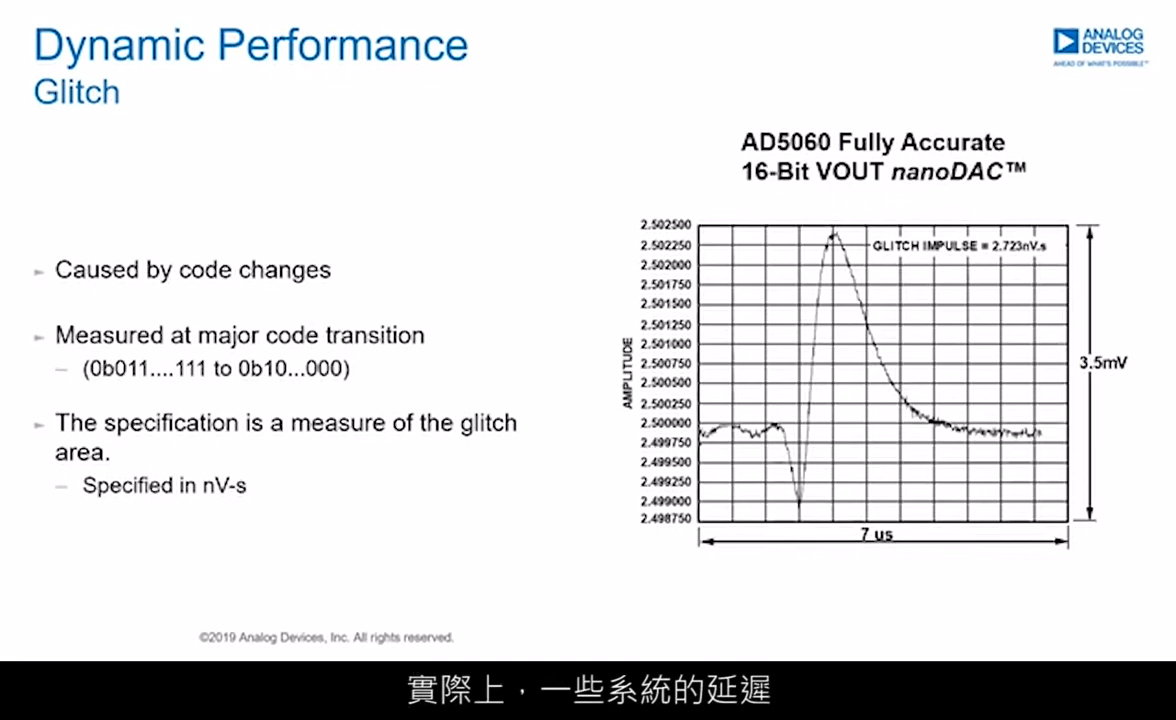 Dynamic Performance
Glitch
ANALOG
DEVICES
AHEAD OF WHAT'S POSSIBLE™
AD5060 Fully Accurate
16-Bit VOUT nanoDAC™
Caused by code changes
Measured at major code transition
– (0b011....111 to 0b10...000)
The specification is a measure of the glitch
area.
– Specified in nV-s
2.502500
2.502250
2.502000
2.501750
2.501500
2.501250
2.501000
2.500750
2.500500
2.500250
2.500000
2.499750
2.499500
2.499250
2.499000
2.498750
AMPLITUDE
GLITCH IMPULSE = 2.723nV.s
3.5mV
7 us
©2019 Analog Devices, Inc. All rights reserved.
實際上，一些系統的延遲